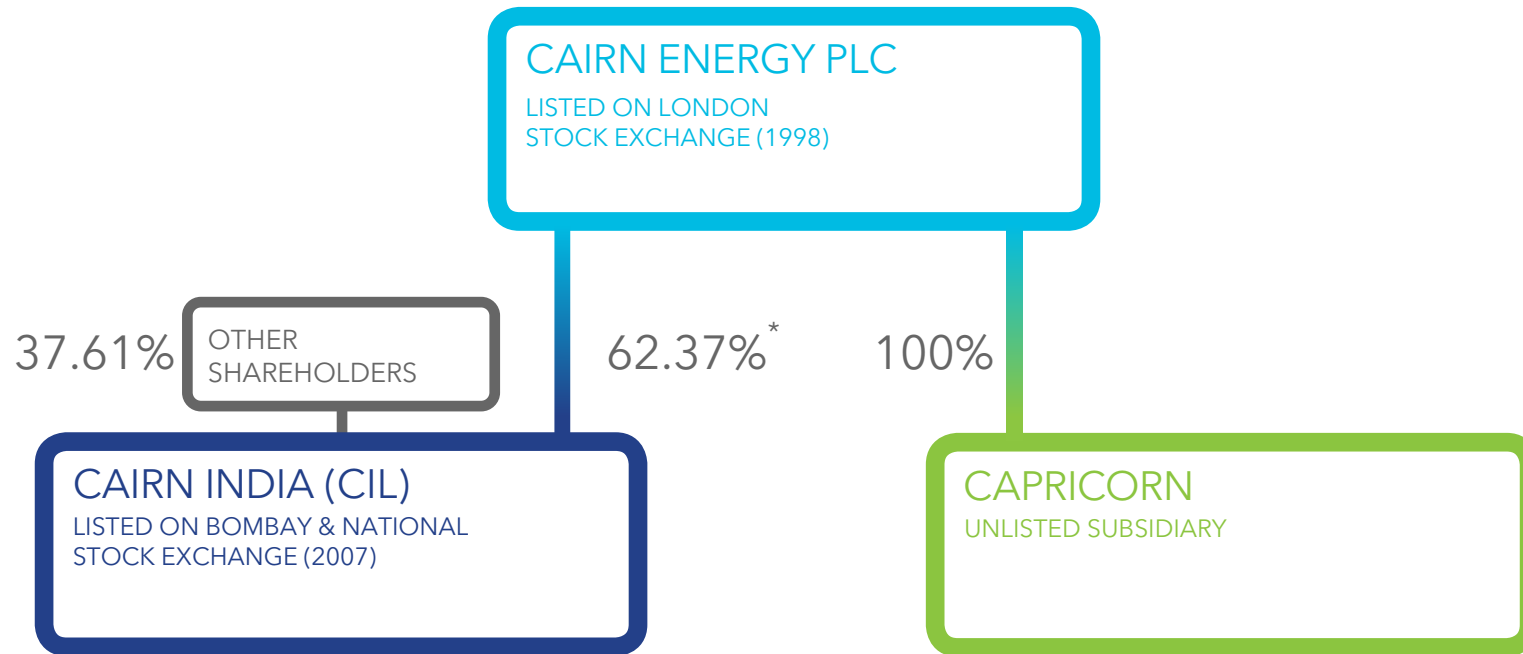 CAIRN ENERGY PLC
LISTED ON LONDON
STOCK EXCHANGE (1998)
37.61%
OTHER
SHAREHOLDERS
62.37%*
100%
CAIRN INDIA (CIL)
LISTED ON BOMBAY & NATIONAL
STOCK EXCHANGE (2007)
CAPRICORN
UNLISTED SUBSIDIARY